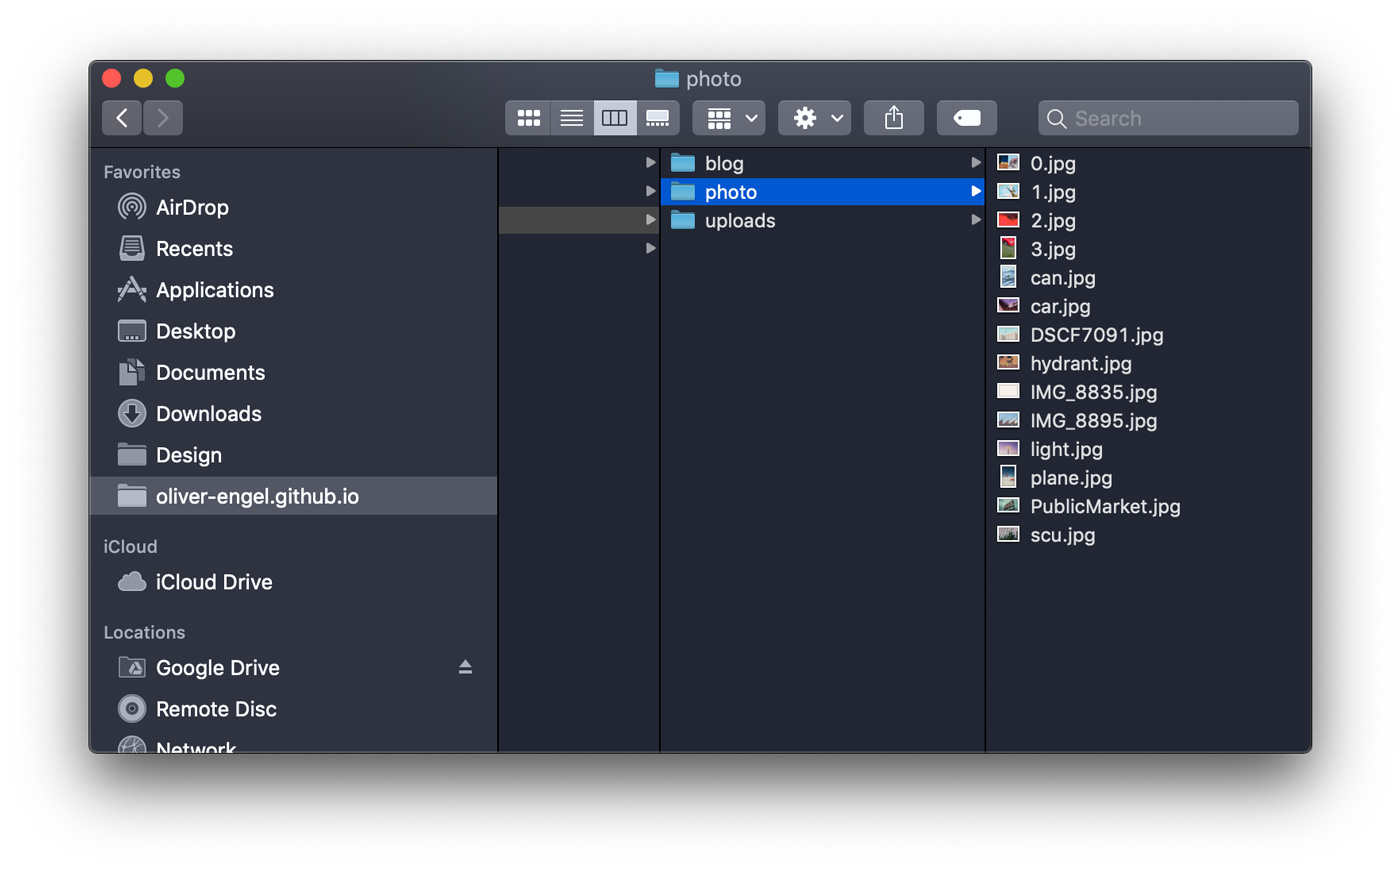 photo
Search
Favorites
AirDrop
Recents
Applications
Desktop
Documents
Downloads
Design
oliver-engel.github.io
iCloud
iCloud Drive
Locations
Google Drive
Remote Disc
Network
blog
photo
uploads
0.jpg
1.jpg
2.jpg
3.jpg
can.jpg
car.jpg
DSCF7091.jpg
hydrant.jpg
IMG_8835.jpg
IMG_8895.jpg
light.jpg
plane.jpg
PublicMarket.jpg
scu.jpg